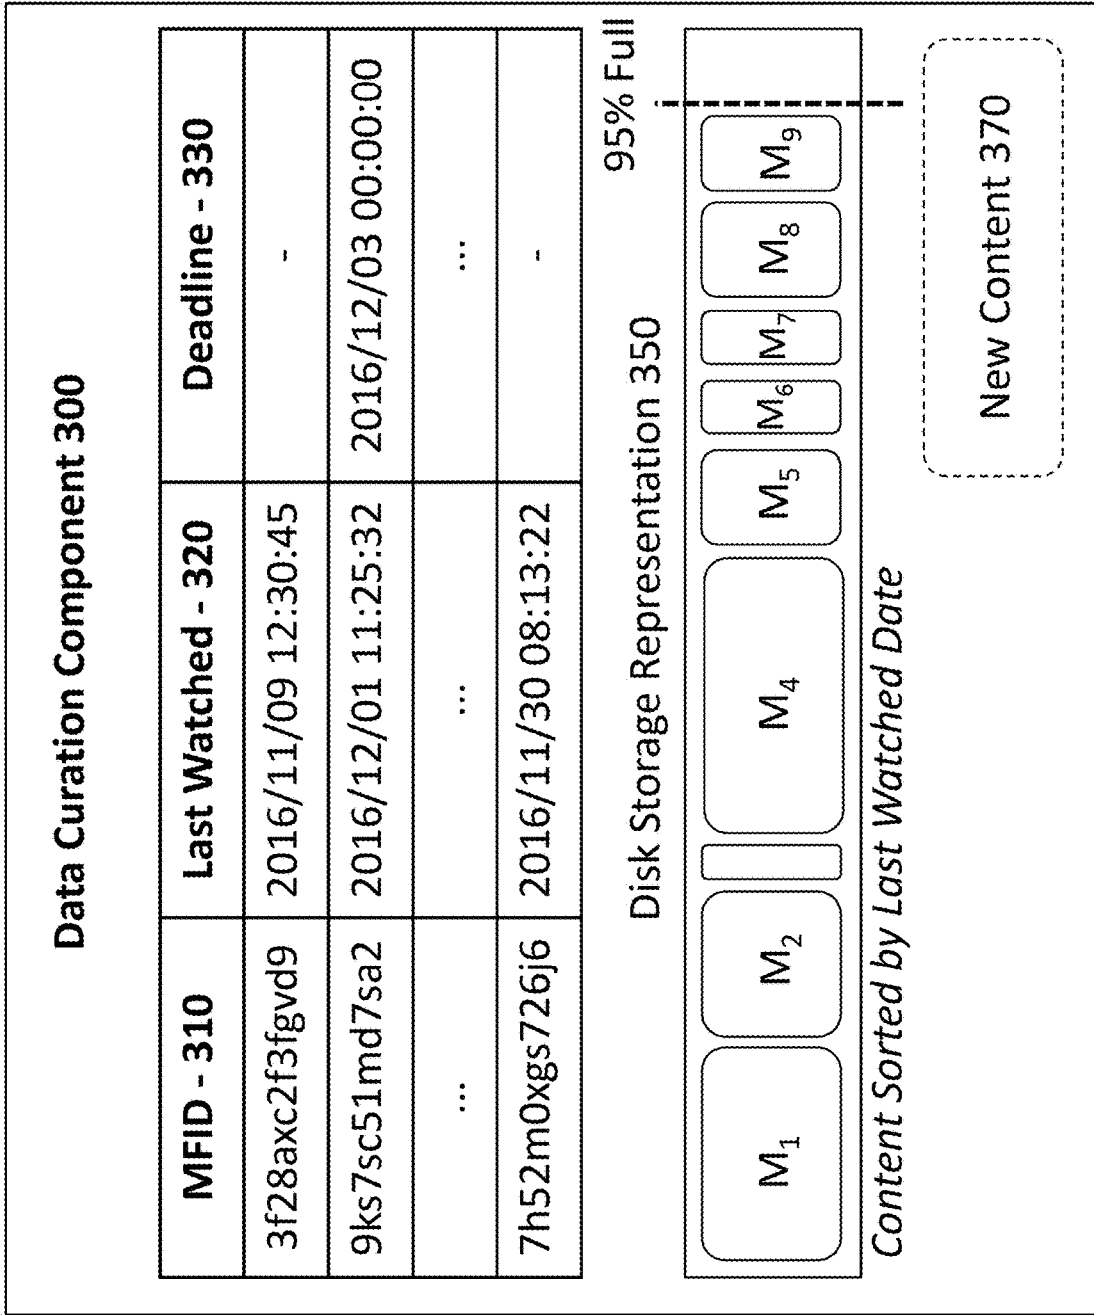 Data Curation Component 300
MFID - 310 Last Watched - 320 Deadline - 330
3f28axc2f3fgvd9 2016/11/09 12:30:45 -
9ks7sc51md7sa2 2016/12/01 11:25:32 2016/12/03 00:00:00
... ... ...
7h52m0xgs726j6 2016/11/30 08:13:22 -
Disk Storage Representation 350 95% Full
M1 M2 M4 M5 M6 M7 M8 M9
Content Sorted by Last Watched Date
New Content 370